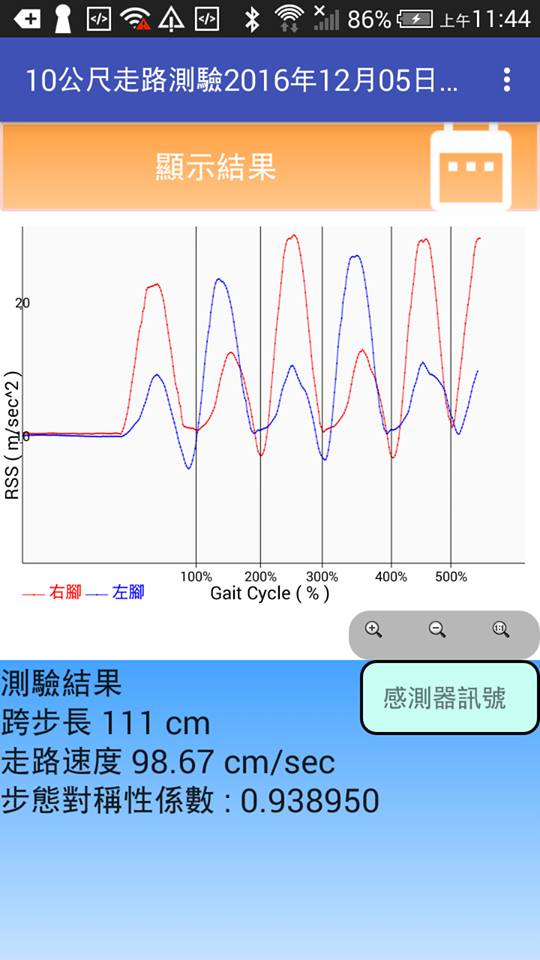 86% 上午11:44
10公尺走路測驗2016年12月05日...
顯示結果
20
10
RSS ( m/sec^2 )
100% 200% 300% 400% 500%
右腳 左腳
Gait Cycle ( % )
1:1
測驗結果
感測器訊號
跨步長 111 cm
走路速度 98.67 cm/sec
步態對稱性係數 : 0.938950